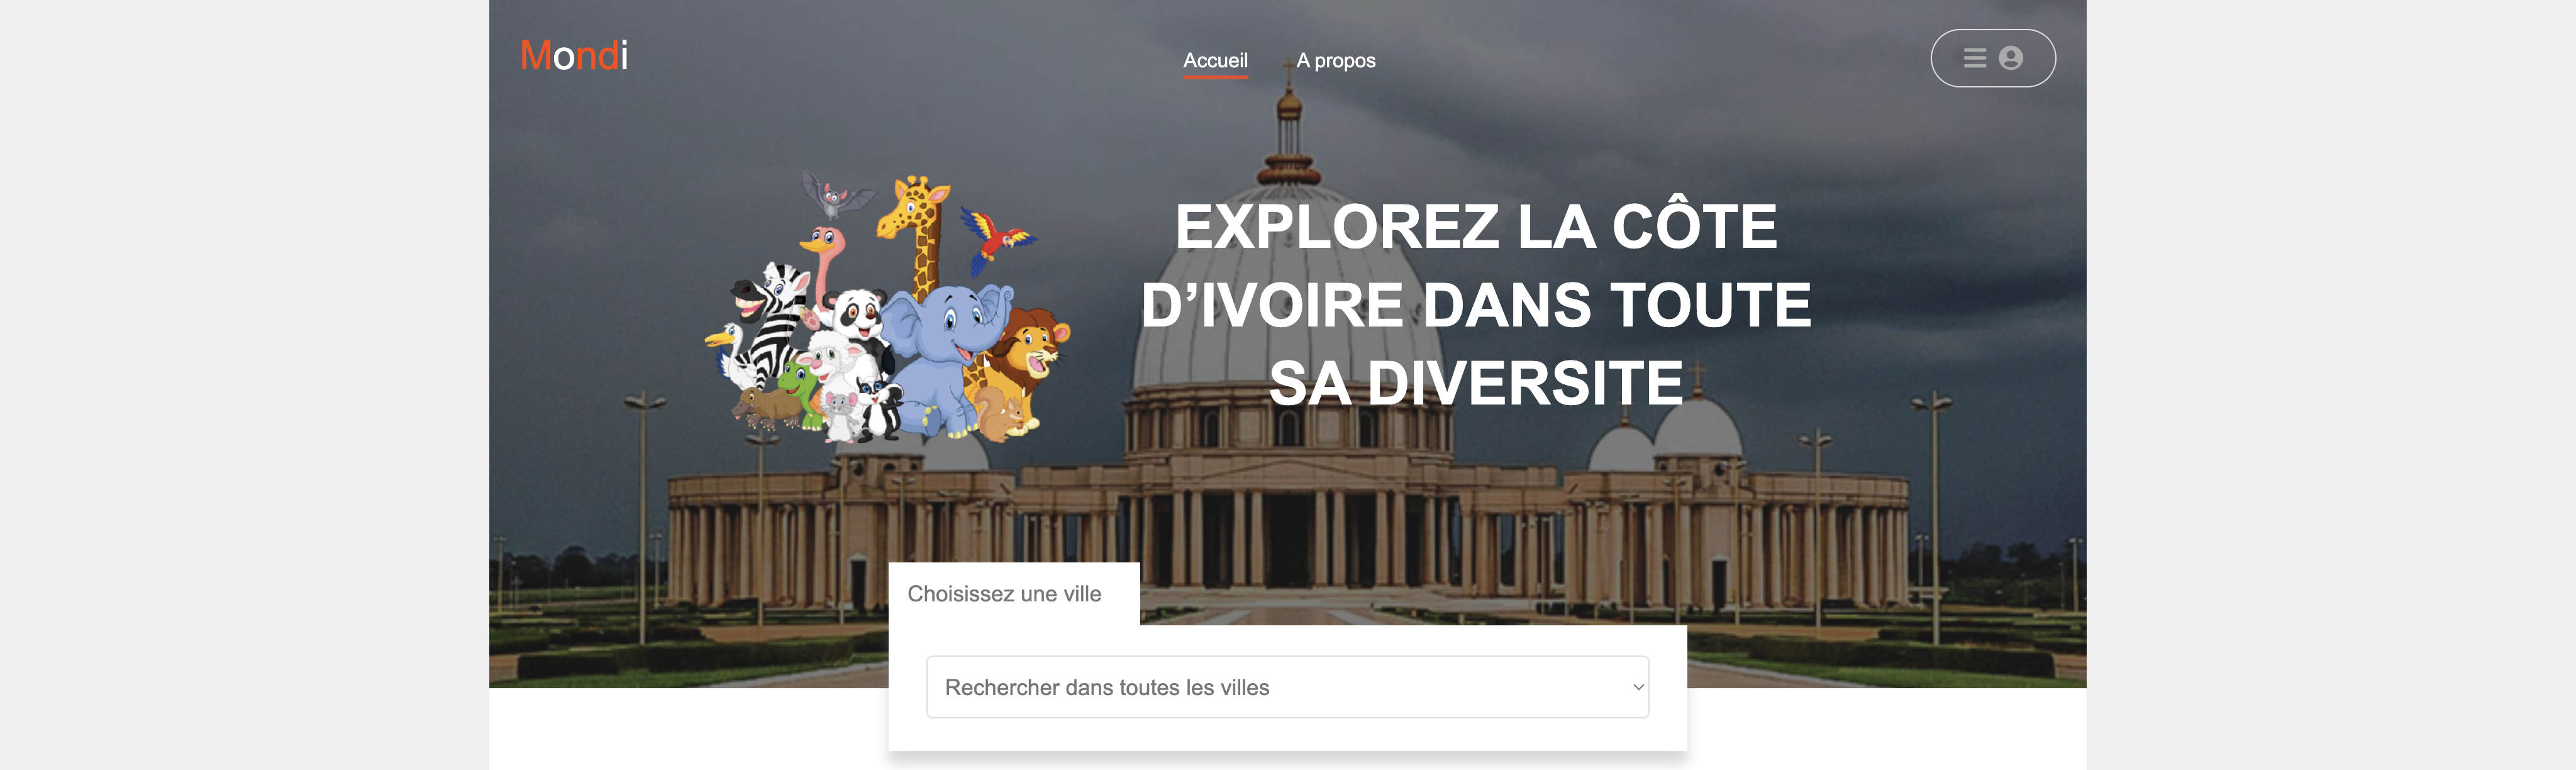 Mondi
Accueil
A propos
EXPLOREZ LA CÔTE
D’IVOIRE DANS TOUTE
SA DIVERSITE
Choisissez une ville
Rechercher dans toutes les villes